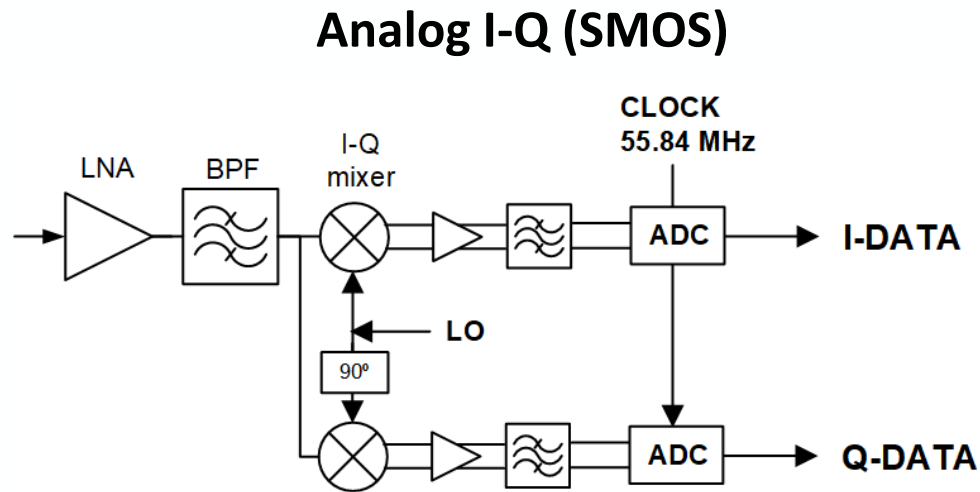 Analog I-Q (SMOS)
CLOCK
55.84 MHz
LNA
BPF
I-Q
mixer
ADC
I-DATA
LO
90º
ADC
Q-DATA